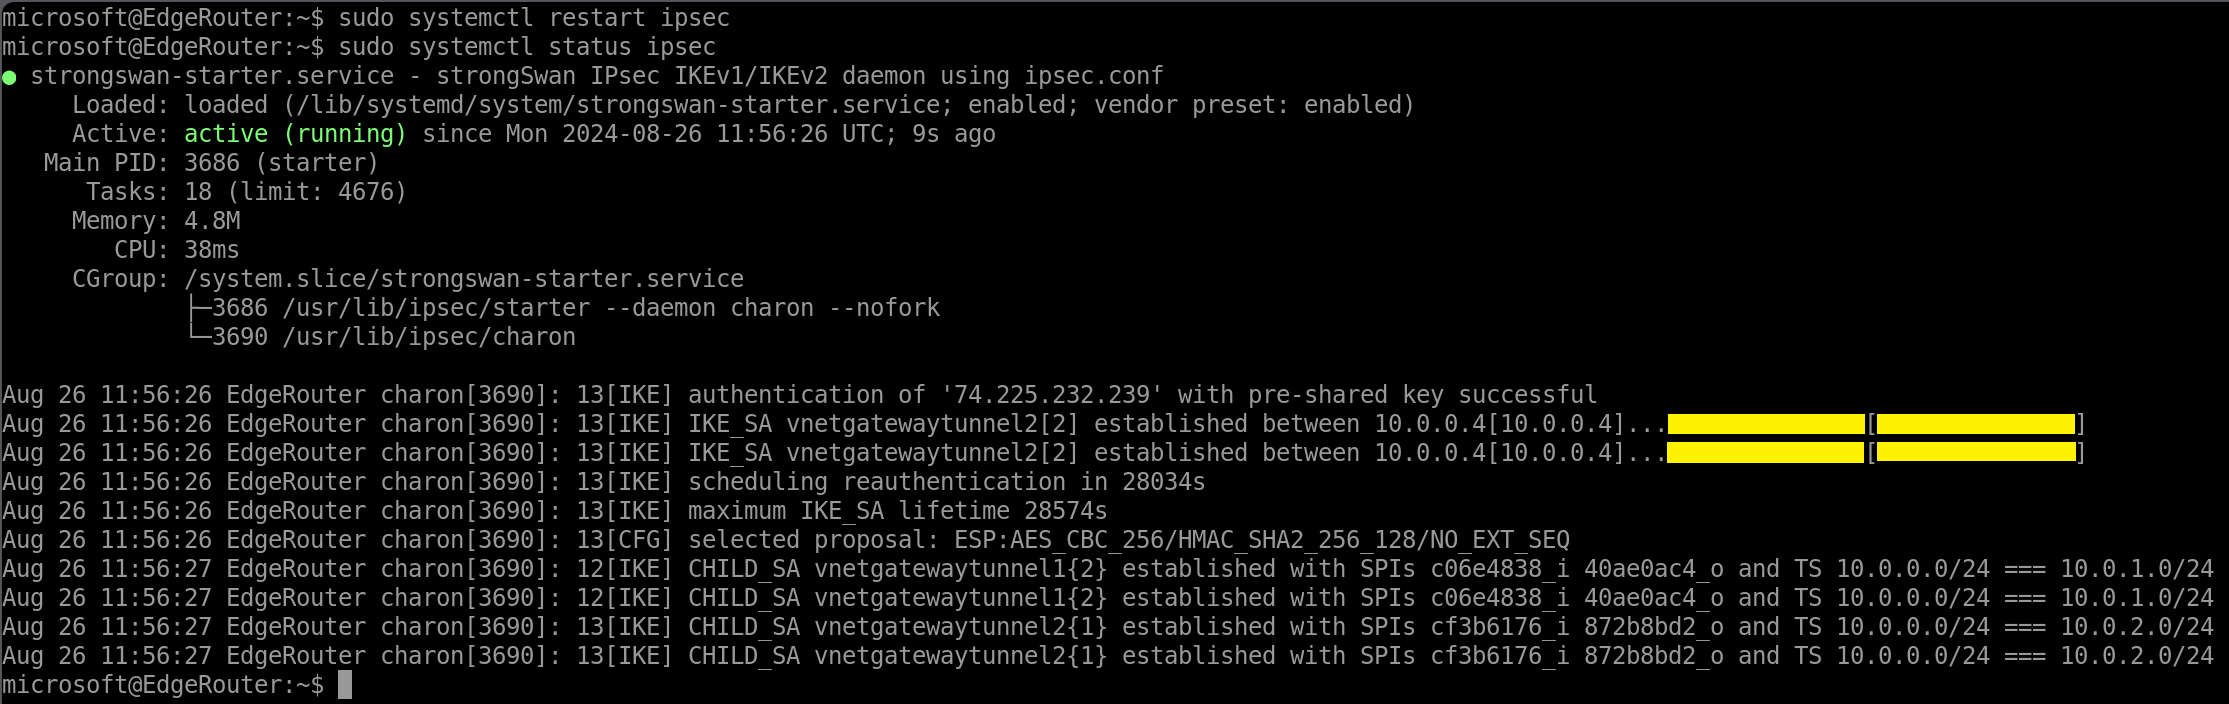 microsoft@EdgeRouter:~$ sudo systemctl restart ipsec
microsoft@EdgeRouter:~$ sudo systemctl status ipsec
● strongswan-starter.service - strongSwan IPsec IKEv1/IKEv2 daemon using ipsec.conf
     Loaded: loaded (/lib/systemd/system/strongswan-starter.service; enabled; vendor preset: enabled)
     Active: active (running) since Mon 2024-08-26 11:56:26 UTC; 9s ago
   Main PID: 3686 (starter)
      Tasks: 18 (limit: 4676)
     Memory: 4.8M
        CPU: 38ms
     CGroup: /system.slice/strongswan-starter.service
             ├─3686 /usr/lib/ipsec/starter --daemon charon --nofork
             └─3690 /usr/lib/ipsec/charon

Aug 26 11:56:26 EdgeRouter charon[3690]: 13[IKE] authentication of '74.225.232.239' with pre-shared key successful
Aug 26 11:56:26 EdgeRouter charon[3690]: 13[IKE] IKE_SA vnetgatewaytunnel2[2] established between 10.0.0.4[10.0.0.4]...[]
Aug 26 11:56:26 EdgeRouter charon[3690]: 13[IKE] IKE_SA vnetgatewaytunnel2[2] established between 10.0.0.4[10.0.0.4]...[]
Aug 26 11:56:26 EdgeRouter charon[3690]: 13[IKE] scheduling reauthentication in 28034s
Aug 26 11:56:26 EdgeRouter charon[3690]: 13[IKE] maximum IKE_SA lifetime 28574s
Aug 26 11:56:26 EdgeRouter charon[3690]: 13[CFG] selected proposal: ESP:AES_CBC_256/HMAC_SHA2_256_128/NO_EXT_SEQ
Aug 26 11:56:27 EdgeRouter charon[3690]: 12[IKE] CHILD_SA vnetgatewaytunnel1{2} established with SPIs c06e4838_i 40ae0ac4_o and TS 10.0.0.0/24 === 10.0.1.0/24
Aug 26 11:56:27 EdgeRouter charon[3690]: 12[IKE] CHILD_SA vnetgatewaytunnel1{2} established with SPIs c06e4838_i 40ae0ac4_o and TS 10.0.0.0/24 === 10.0.1.0/24
Aug 26 11:56:27 EdgeRouter charon[3690]: 13[IKE] CHILD_SA vnetgatewaytunnel2{1} established with SPIs cf3b6176_i 872b8bd2_o and TS 10.0.0.0/24 === 10.0.2.0/24
Aug 26 11:56:27 EdgeRouter charon[3690]: 13[IKE] CHILD_SA vnetgatewaytunnel2{1} established with SPIs cf3b6176_i 872b8bd2_o and TS 10.0.0.0/24 === 10.0.2.0/24
microsoft@EdgeRouter:~$